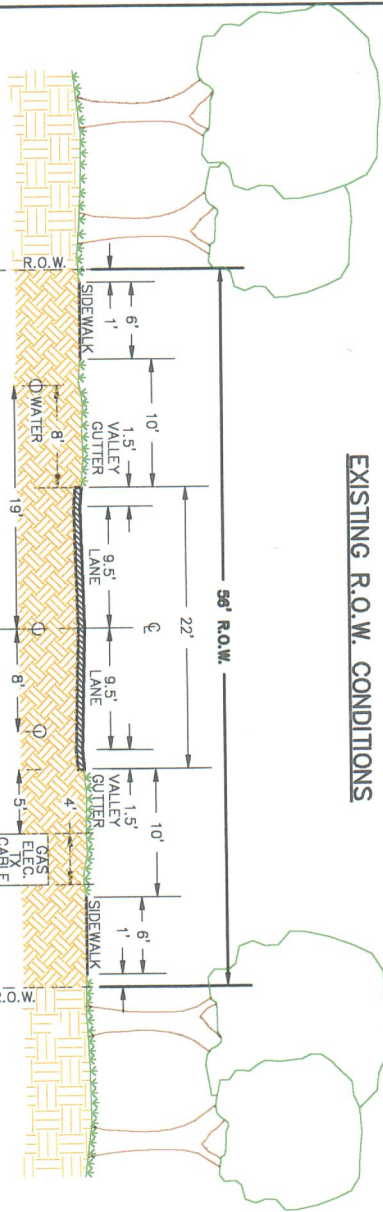 EXISTING R.O.W. CONDITIONS
56' R.O.W.
22'
℄
10'
10'
6'
1'
1.5'
9.5'
9.5'
1.5'
6'
1'
R.O.W.
SIDEWALK
VALLEY
GUTTER
LANE
LANE
VALLEY
GUTTER
SIDEWALK
R.O.W.
WATER
8'
19'
8'
5'
4'
GAS
ELEC.
TX
CABLE